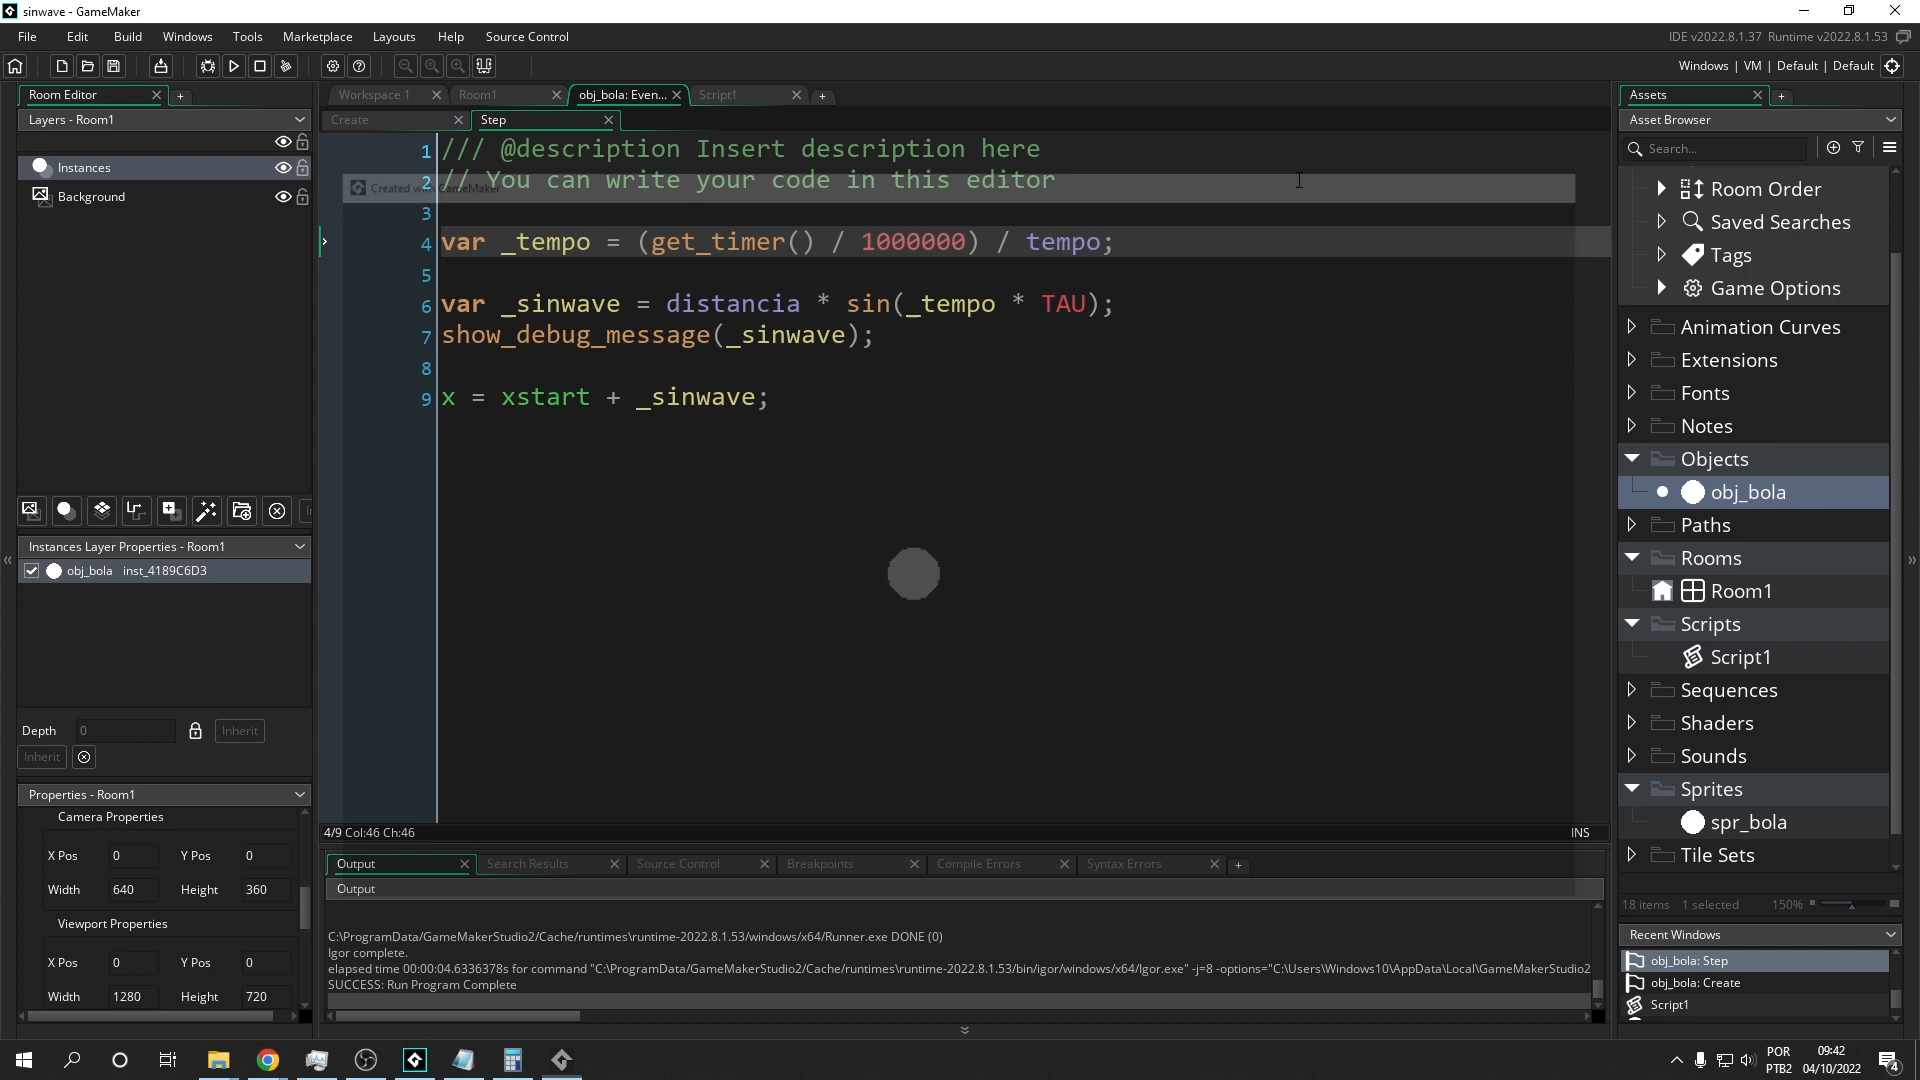 sinwave - GameMaker
File Edit Build Windows Tools Marketplace Layouts Help Source Control
IDE v2022.8.1.37 Runtime v2022.8.1.53
Windows | VM | Default | Default
Room Editor
Layers - Room1
Instances
Background
Instances Layer Properties - Room1
obj_bola inst_4189C6D3
Depth 0 Inherit
Inherit
Properties - Room1
Camera Properties
X Pos 0 Y Pos 0
Width 640 Height 360
Viewport Properties
X Pos 0 Y Pos 0
Width 1280 Height 720
Workspace 1 Room1 obj_bola: Even... Script1
Create Step
1 /// @description Insert description here
2 // You can write your code in this editor
Created with GameMaker
3
4 var _tempo = (get_timer() / 1000000) / tempo;
5
6 var _sinwave = distancia * sin(_tempo * TAU);
7 show_debug_message(_sinwave);
8
9 x = xstart + _sinwave;
4/9 Col:46 Ch:46 INS
Output Search Results Source Control Breakpoints Compile Errors Syntax Errors
Output
C:\ProgramData/GameMakerStudio2/Cache/runtimes\runtime-2022.8.1.53/windows/x64/Runner.exe DONE (0)
Igor complete.
elapsed time 00:00:04.6336378s for command "C:\ProgramData/GameMakerStudio2/Cache/runtimes\runtime-2022.8.1.53/bin/igor/windows/x64/Igor.exe" -j=8 -options="C:\Users\Windows10\AppData\Local\GameMakerStudio2
SUCCESS: Run Program Complete
Assets
Asset Browser
Search...
Room Order
Saved Searches
Tags
Game Options
Animation Curves
Extensions
Fonts
Notes
Objects
obj_bola
Paths
Rooms
Room1
Scripts
Script1
Sequences
Shaders
Sounds
Sprites
spr_bola
Tile Sets
18 items 1 selected 150%
Recent Windows
obj_bola: Step
obj_bola: Create
Script1
POR
PTB2
09:42
04/10/2022
4